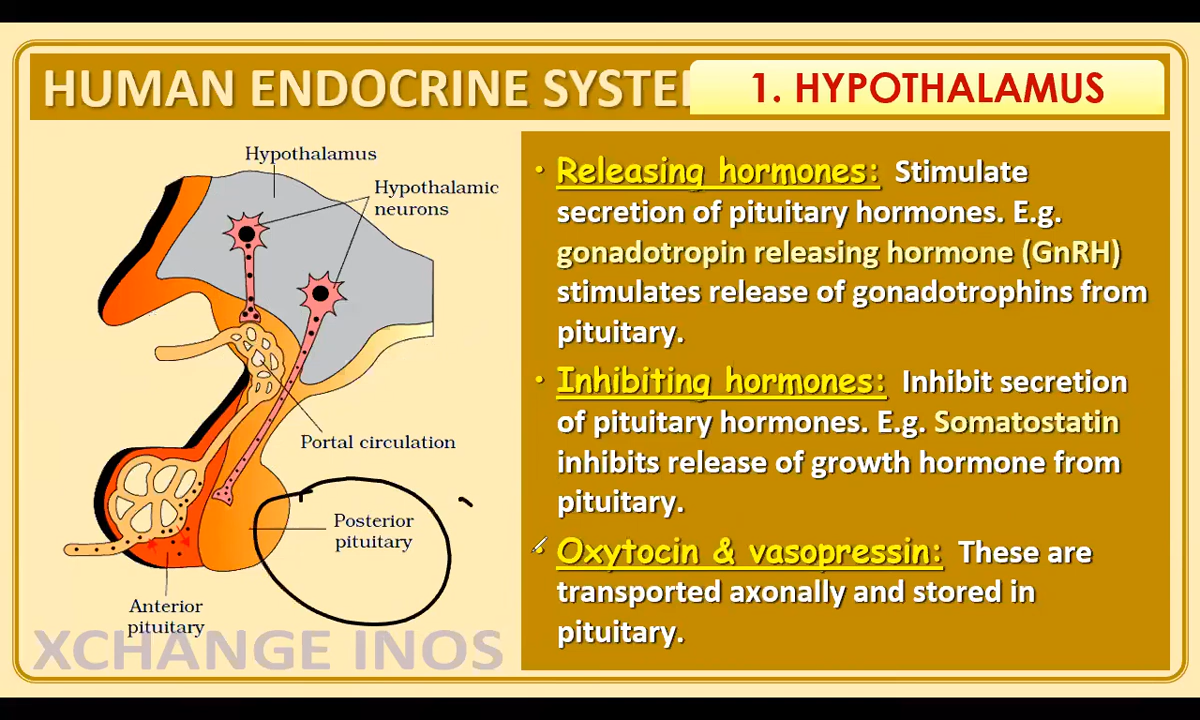 HUMAN ENDOCRINE
1. HYPOTHALAMUS
Hypothalamus
Hypothalamic
neurons
Portal circulation
Posterior
pituitary
Anterior
pituitary
XCHANGE INOS
• Releasing hormones: Stimulate
secretion of pituitary hormones. E.g.
gonadotropin releasing hormone (GnRH)
stimulates release of gonadotrophins from
pituitary.
• Inhibiting hormones: Inhibit secretion
of pituitary hormones. E.g. Somatostatin
inhibits release of growth hormone from
pituitary.
• Oxytocin & vasopressin: These are
transported axonally and stored in
pituitary.